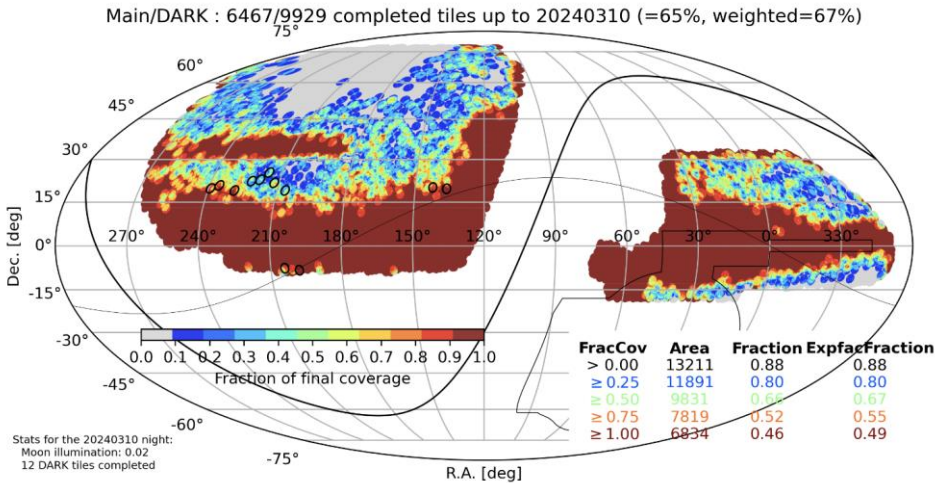 Main/DARK : 6467/9929 completed tiles up to 20240310 (=65%, weighted=67%)
75°
60°
45°
30°
15°
0°
-15°
-30°
-45°
-60°
-75°
Dec. [deg]
270° 240° 210° 180° 150° 120° 90° 60° 30° 0° 330°
0.0 0.1 0.2 0.3 0.4 0.5 0.6 0.7 0.8 0.9 1.0
Fraction of final coverage
FracCov Area Fraction ExpfacFraction
> 0.00 13211 0.88 0.88
≥ 0.25 11891 0.80 0.80
≥ 0.50 9831 0.66 0.67
≥ 0.75 7819 0.52 0.55
≥ 1.00 6834 0.46 0.49
Stats for the 20240310 night:
Moon illumination: 0.02
12 DARK tiles completed
R.A. [deg]